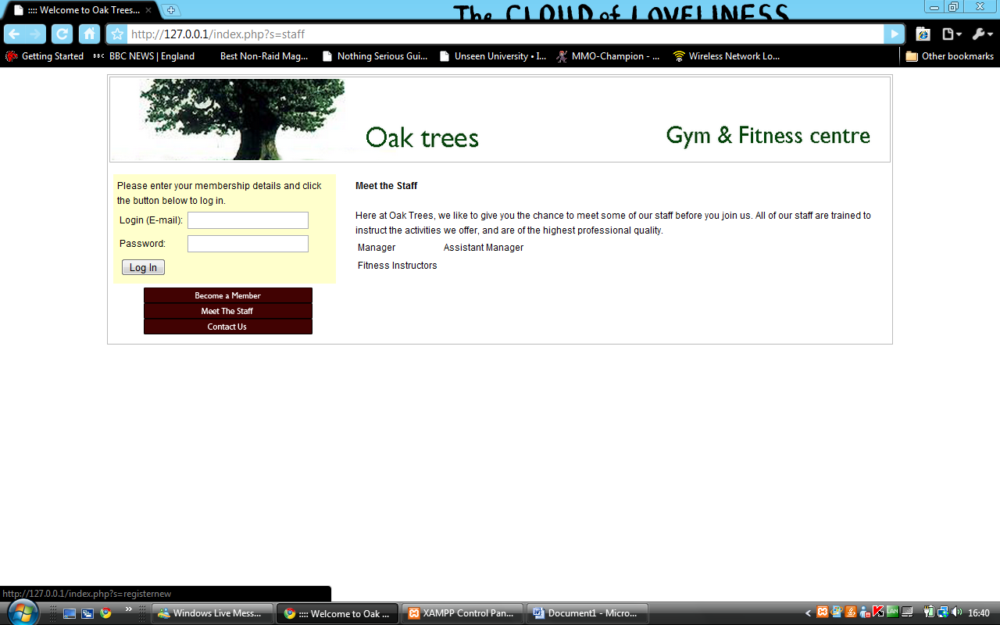 :::: Welcome to Oak Trees...
The CLOUD of LOVELINESS
http://127.0.0.1/index.php?s=staff
Getting Started
BBC BBC NEWS | England
Best Non-Raid Mag...
Nothing Serious Gui...
Unseen University • I...
MMO-Champion - ...
Wireless Network Lo...
Other bookmarks
Oak trees
Gym & Fitness centre
Please enter your membership details and click
the button below to log in.
Login (E-mail):
Password:
Log In
Become a Member
Meet The Staff
Contact Us
Meet the Staff
Here at Oak Trees, we like to give you the chance to meet some of our staff before you join us. All of our staff are trained to
instruct the activities we offer, and are of the highest professional quality.
Manager Assistant Manager
Fitness Instructors
http://127.0.0.1/index.php?s=registernew
Windows Live Mess...
:::: Welcome to Oak ...
XAMPP Control Pan...
Document1 - Micro...
16:40